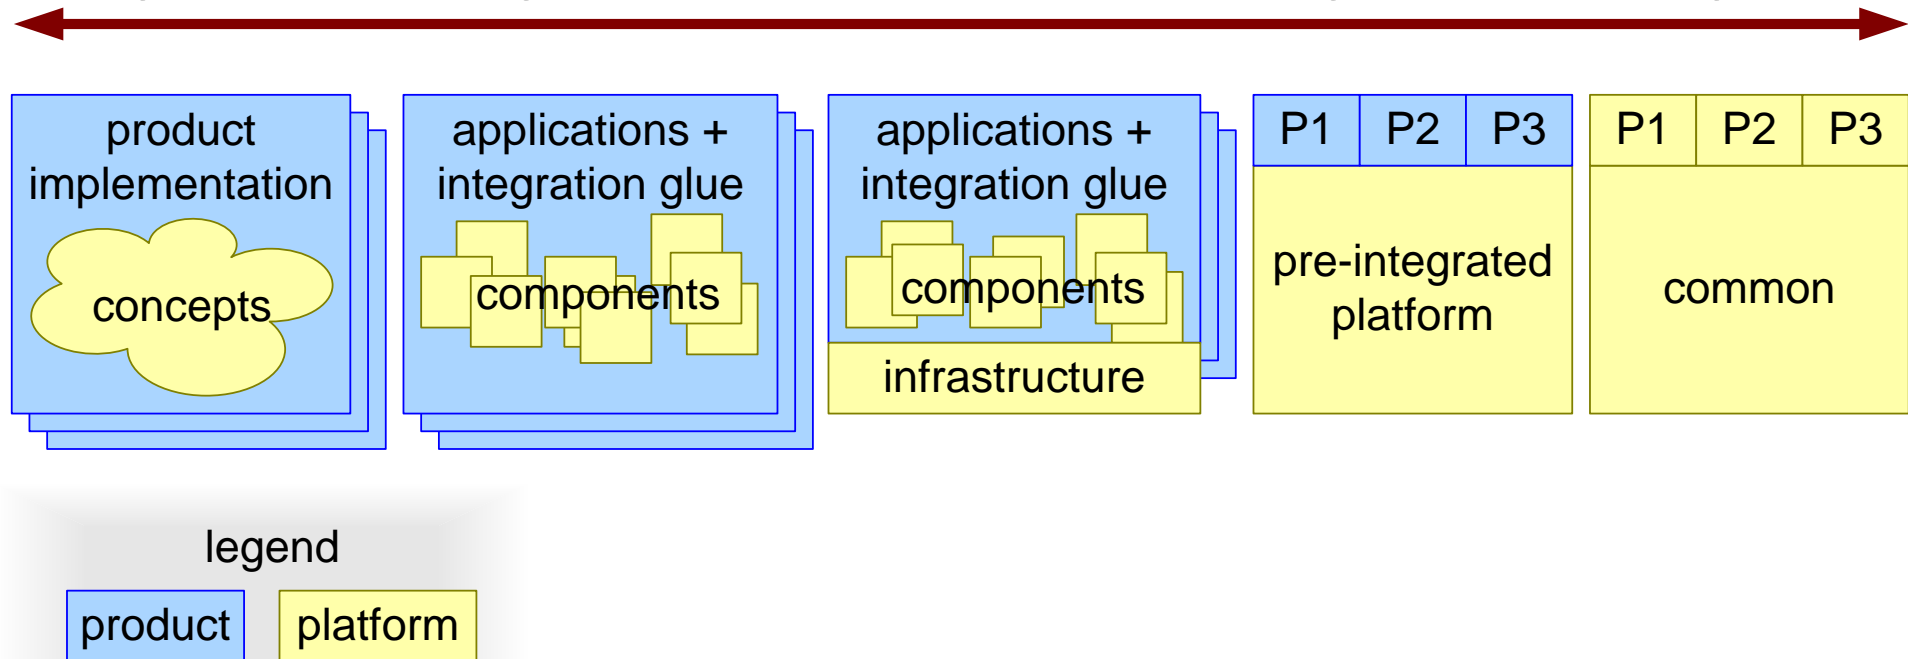 product
implementation
concepts
applications +
integration glue
components
applications +
integration glue
components
infrastructure
P1 P2 P3
pre-integrated
platform
P1 P2 P3
common
legend
product
platform